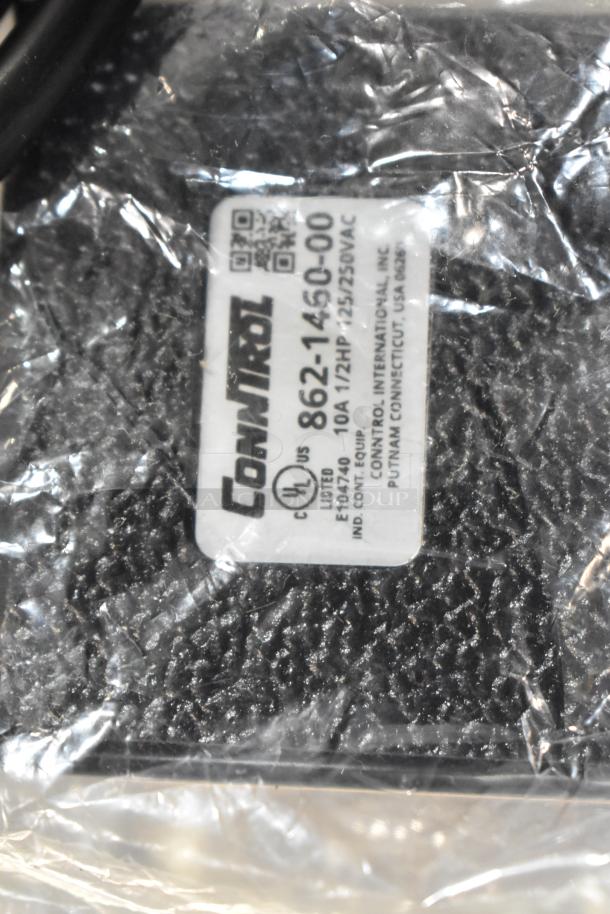 CONNTROL
C UL US 862-1460-00
LISTED
E104740 10A 1/2HP 125/250VAC
IND. CONT. EQUIP.
CONNTROL INTERNATIONAL, INC.
PUTNAM CONNECTICUT, USA 06260